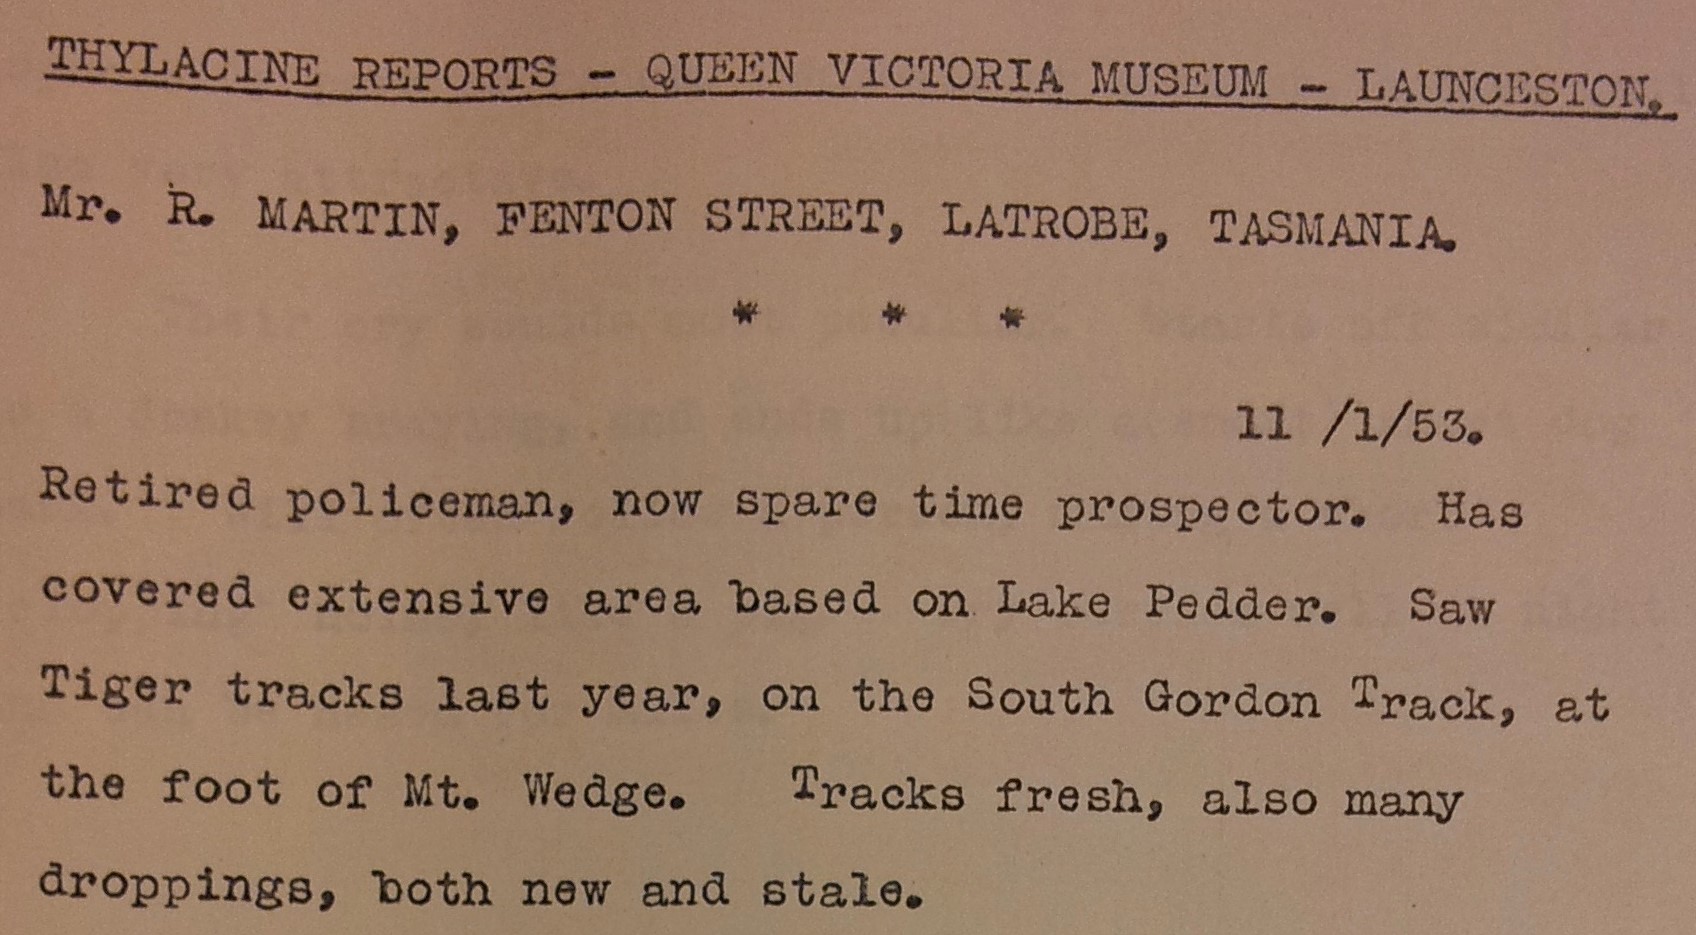 THYLACINE REPORTS - QUEEN VICTORIA MUSEUM - LAUNCESTON.
Mr. R. MARTIN, FENTON STREET, LATROBE, TASMANIA.
* * *
11 /1/53.
Retired policeman, now spare time prospector. Has
covered extensive area based on Lake Pedder. Saw
Tiger tracks last year, on the South Gordon Track, at
the foot of Mt. Wedge. Tracks fresh, also many
droppings, both new and stale.